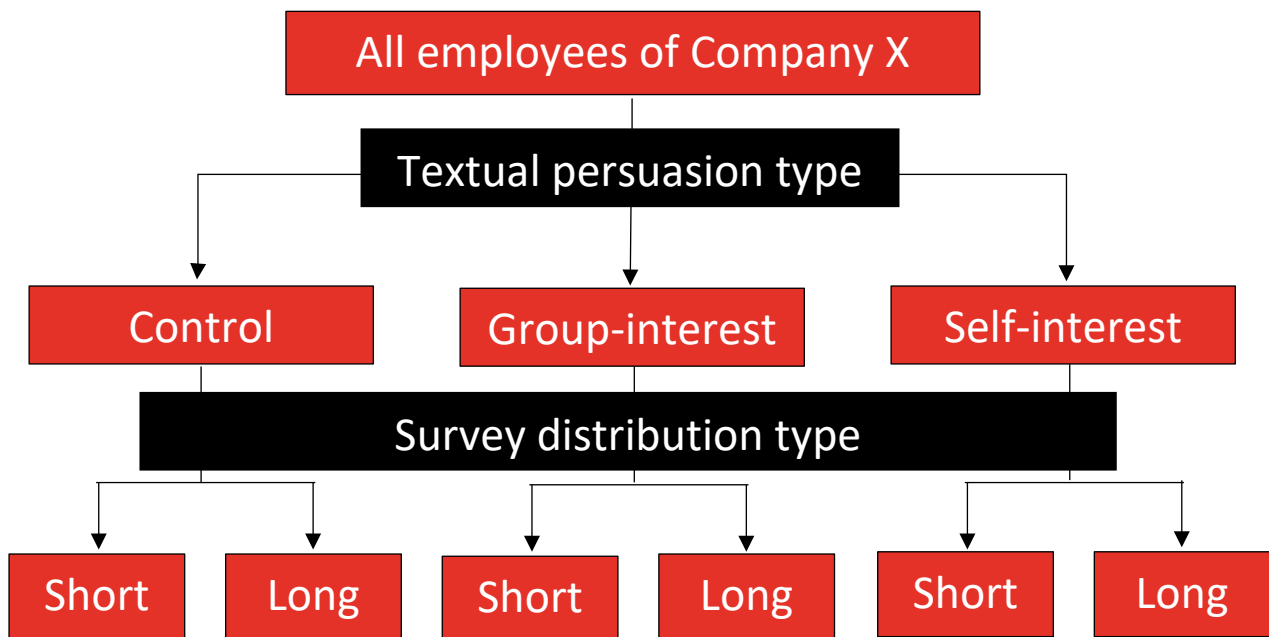 All employees of Company X
Textual persuasion type
Control
Group-interest
Self-interest
Survey distribution type
Short
Long
Short
Long
Short
Long